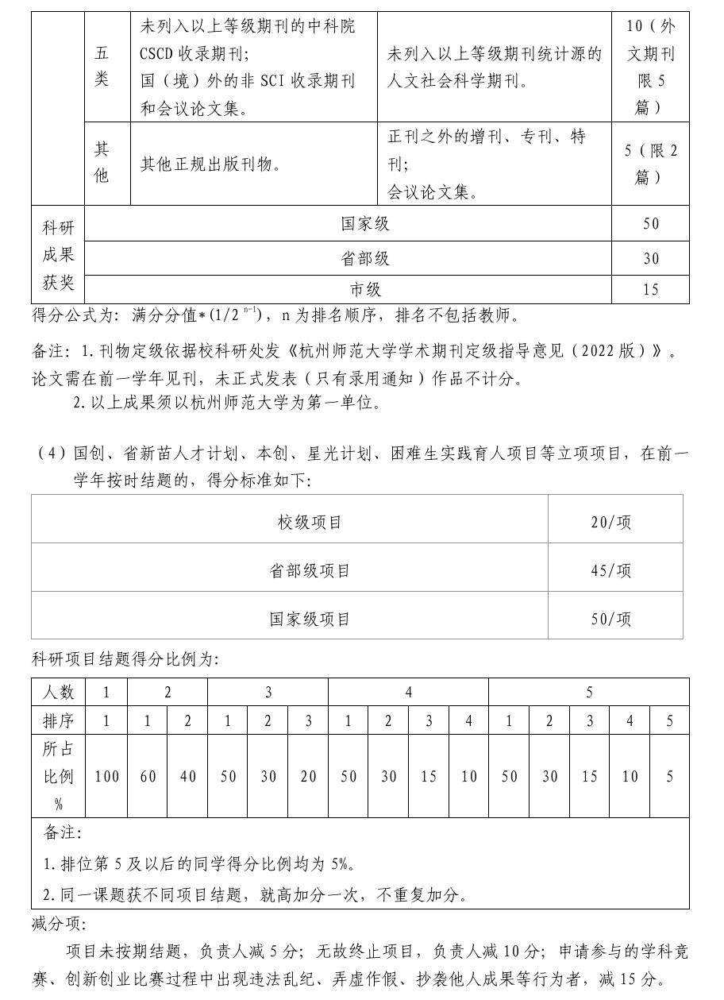 五
类
未列入以上等级期刊的中科院
CSCD 收录期刊；
国（境）外的非 SCI 收录期刊
和会议论文集。
未列入以上等级期刊统计源的
人文社会科学期刊。
10（外
文期刊
限 5
篇）
其
他
其他正规出版刊物。
正刊之外的增刊、专刊、特
刊；
会议论文集。
5（限 2
篇）
科研
成果
获奖
国家级 50
省部级 30
市级 15
得分公式为：满分分值*(1/2 n-1)，n 为排名顺序，排名不包括教师。
备注：1.刊物定级依据校科研处发《杭州师范大学学术期刊定级指导意见（2022 版）》。
论文需在前一学年见刊，未正式发表（只有录用通知）作品不计分。
2.以上成果须以杭州师范大学为第一单位。
（4）国创、省新苗人才计划、本创、星光计划、困难生实践育人项目等立项项目，在前一
学年按时结题的，得分标准如下：
校级项目 20/项
省部级项目 45/项
国家级项目 50/项
科研项目结题得分比例为：
人数 1 2 3 4 5
排序 1 1 2 1 2 3 1 2 3 4 1 2 3 4 5
所占
比例
%
100 60 40 50 30 20 50 30 15 10 50 30 15 10 5
备注：
1.排位第 5 及以后的同学得分比例均为 5%。
2.同一课题获不同项目结题，就高加分一次，不重复加分。
减分项：
项目未按期结题，负责人减 5 分；无故终止项目，负责人减 10 分；申请参与的学科竞
赛、创新创业比赛过程中出现违法乱纪、弄虚作假、抄袭他人成果等行为者，减 15 分。